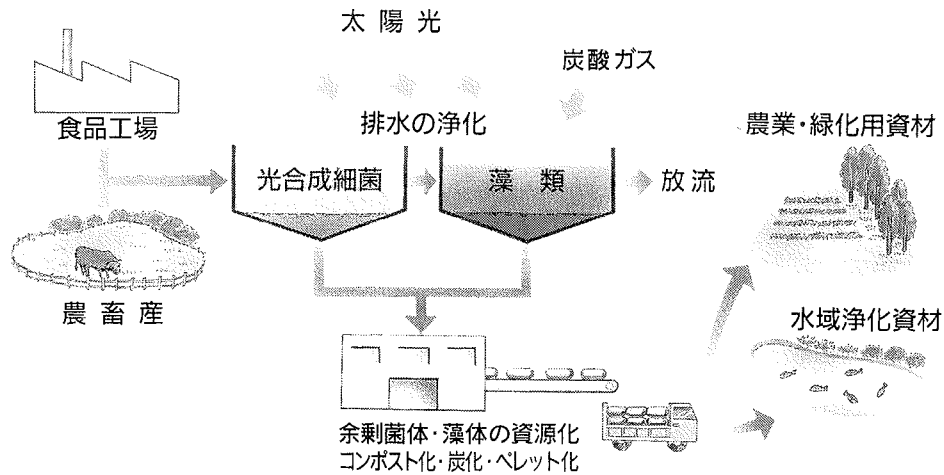 太陽光
炭酸ガス
食品工場
排水の浄化
農業・緑化用資材
光合成細菌
藻類
放流
農畜産
水域浄化資材
余剰菌体・藻体の資源化
コンポスト化・炭化・ペレット化